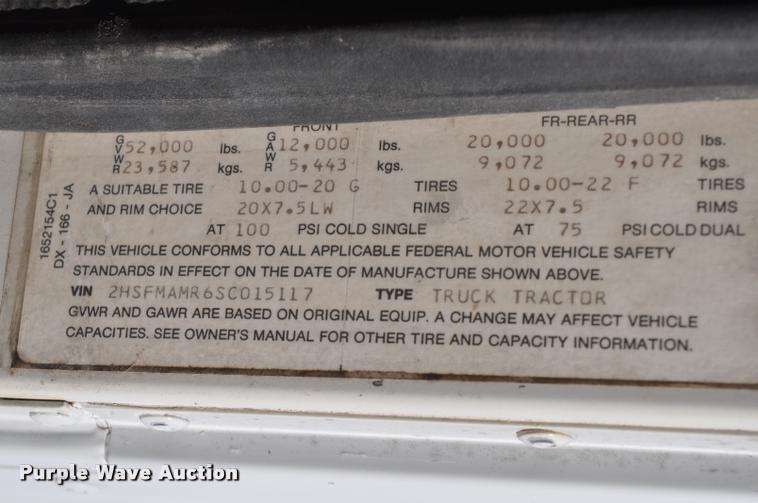 FRONT FR-REAR-RR
GVWR 52,000 lbs. GAWR 12,000 lbs. 20,000 20,000 lbs.
23,587 kgs. 5,443 kgs. 9,072 9,072 kgs.
A SUITABLE TIRE 10.00-20 G TIRES 10.00-22 F TIRES
AND RIM CHOICE 20X7.5LW RIMS 22X7.5 RIMS
AT 100 PSI COLD SINGLE AT 75 PSI COLD DUAL
THIS VEHICLE CONFORMS TO ALL APPLICABLE FEDERAL MOTOR VEHICLE SAFETY
STANDARDS IN EFFECT ON THE DATE OF MANUFACTURE SHOWN ABOVE.
VIN 2HSFMAMR6SC015117 TYPE TRUCK TRACTOR
GVWR AND GAWR ARE BASED ON ORIGINAL EQUIP. A CHANGE MAY AFFECT VEHICLE
CAPACITIES. SEE OWNER'S MANUAL FOR OTHER TIRE AND CAPACITY INFORMATION.
1652154C1
DX - 166 - JA
Purple Wave Auction